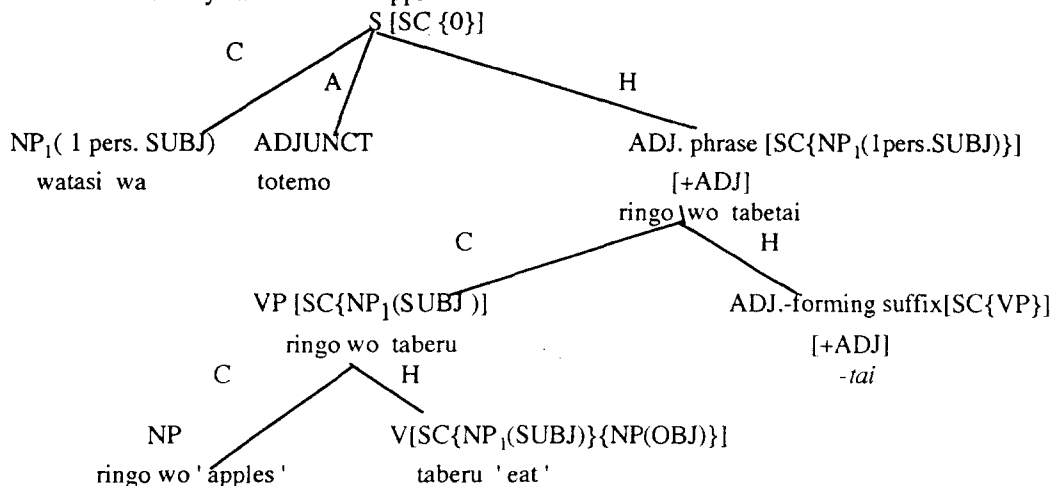 S [SC {0}]
C A H
NP₁( 1 pers. SUBJ) ADJUNCT ADJ. phrase [SC{NP₁(1pers.SUBJ)}]
watasi wa totemo [+ADJ]
ringo wo tabetai
C H
VP [SC{NP₁(SUBJ )}] ADJ.-forming suffix[SC{VP}]
ringo wo taberu [+ADJ]
C H -tai
NP V[SC{NP₁(SUBJ)}{NP(OBJ)}]
ringo wo ' apples ' taberu ' eat '